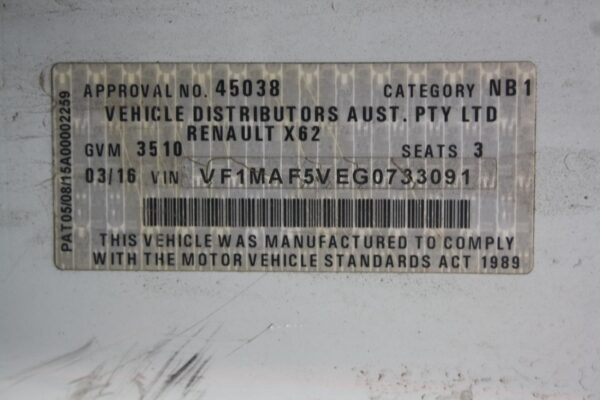 APPROVAL NO. 45038 CATEGORY NB1
VEHICLE DISTRIBUTORS AUST. PTY LTD
RENAULT X62
GVM 3510 SEATS 3
03/16 VIN VF1MAF5VEG0733091
THIS VEHICLE WAS MANUFACTURED TO COMPLY
WITH THE MOTOR VEHICLE STANDARDS ACT 1989
PAT05/08/15A00002259